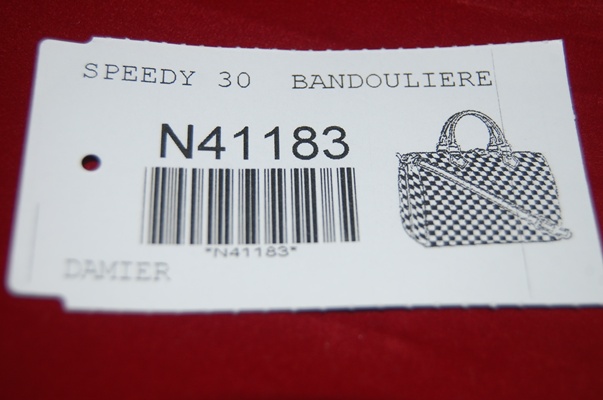 SPEEDY 30 BANDOULIERE
N41183
*N41183*
DAMIER